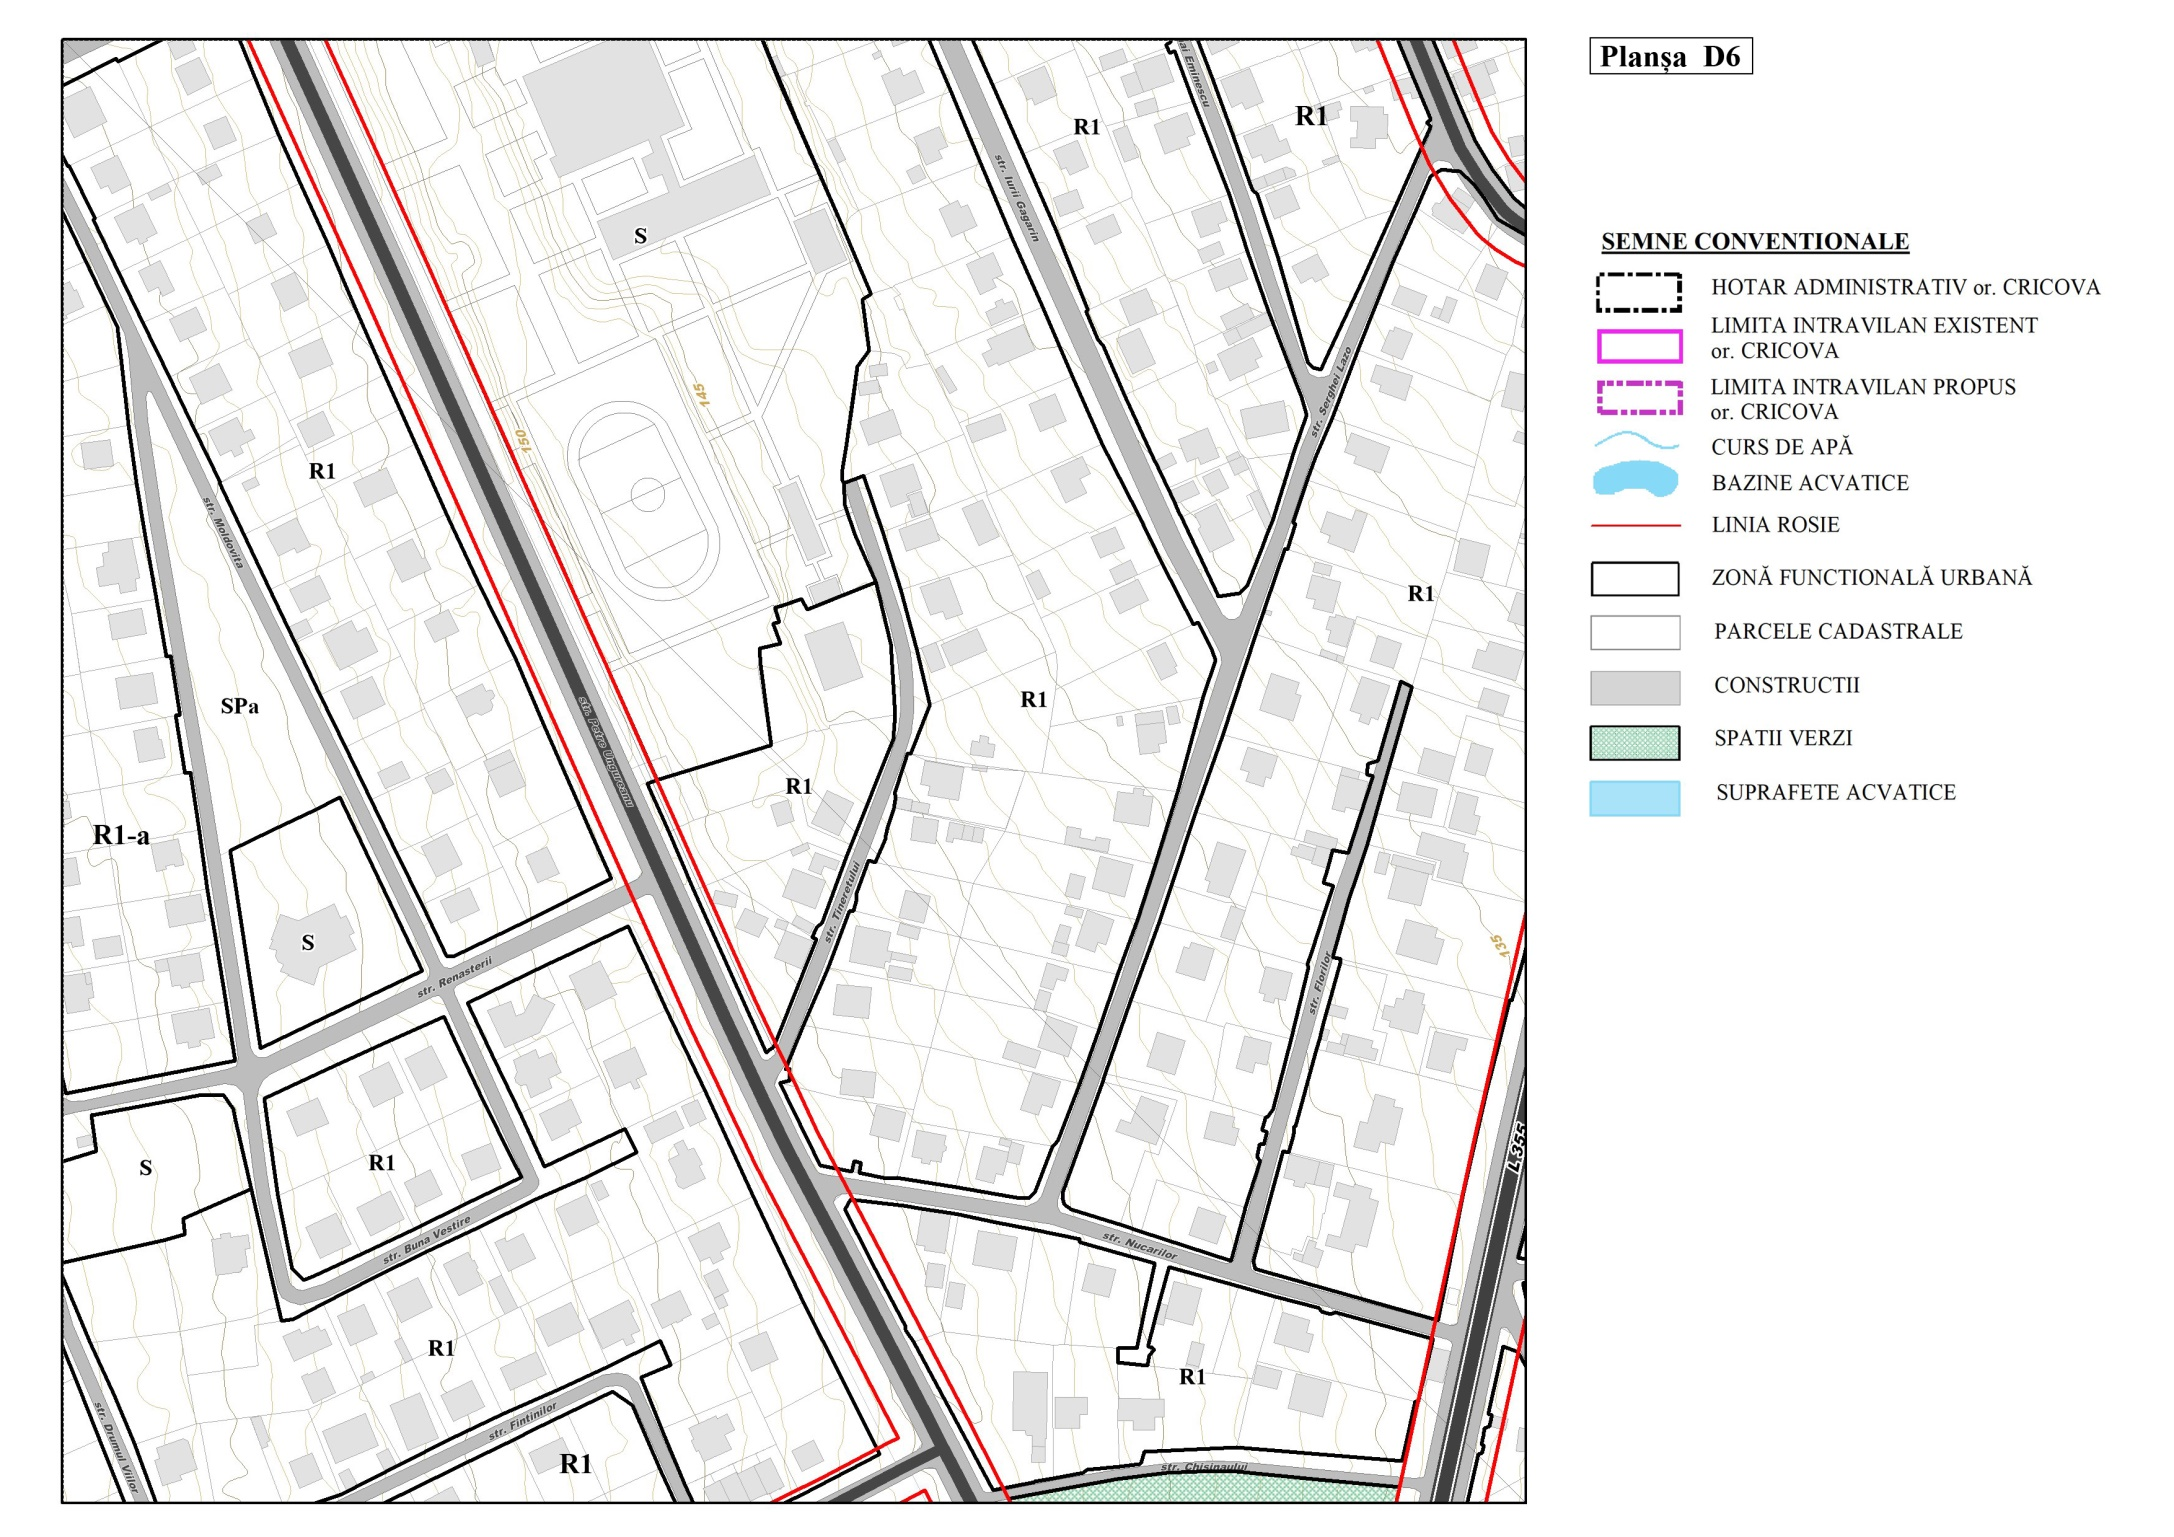 Planșa D6
SEMNE CONVENTIONALE
HOTAR ADMINISTRATIV or. CRICOVA
LIMITA INTRAVILAN EXISTENT
or. CRICOVA
LIMITA INTRAVILAN PROPUS
or. CRICOVA
CURS DE APĂ
BAZINE ACVATICE
LINIA ROSIE
ZONĂ FUNCTIONALĂ URBANĂ
PARCELE CADASTRALE
CONSTRUCTII
SPATII VERZI
SUPRAFETE ACVATICE
Eminescu
R1
R1
str. Iurii Gagarin
S
str. Serghei Lazo
145
150
R1
str. Moldovita
R1
SPa
R1
str. Petre Ungureanu
R1
R1-a
str. Tineretului
S
135
str. Renasterii
str. Florilor
L355
R1
S
str. Buna Vestire
str. Nucarilor
R1
R1
str. Drumul Viilor
str. Fintinilor
R1
str. Chisinaului